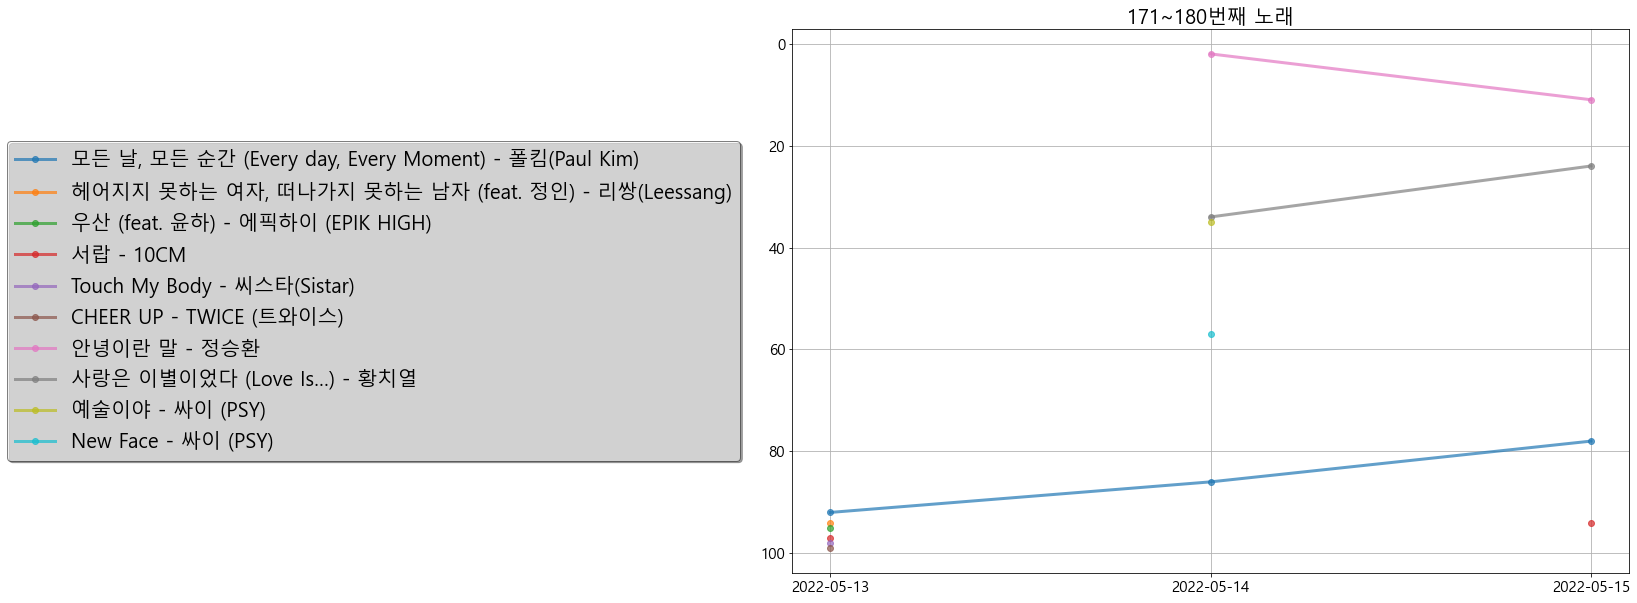 171~180번째 노래
모든 날, 모든 순간 (Every day, Every Moment) - 폴킴(Paul Kim)
헤어지지 못하는 여자, 떠나가지 못하는 남자 (feat. 정인) - 리쌍(Leessang)
우산 (feat. 윤하) - 에픽하이 (EPIK HIGH)
서랍 - 10CM
Touch My Body - 씨스타(Sistar)
CHEER UP - TWICE (트와이스)
안녕이란 말 - 정승환
사랑은 이별이었다 (Love Is...) - 황치열
예술이야 - 싸이 (PSY)
New Face - 싸이 (PSY)
0
20
40
60
80
100
2022-05-13
2022-05-14
2022-05-15